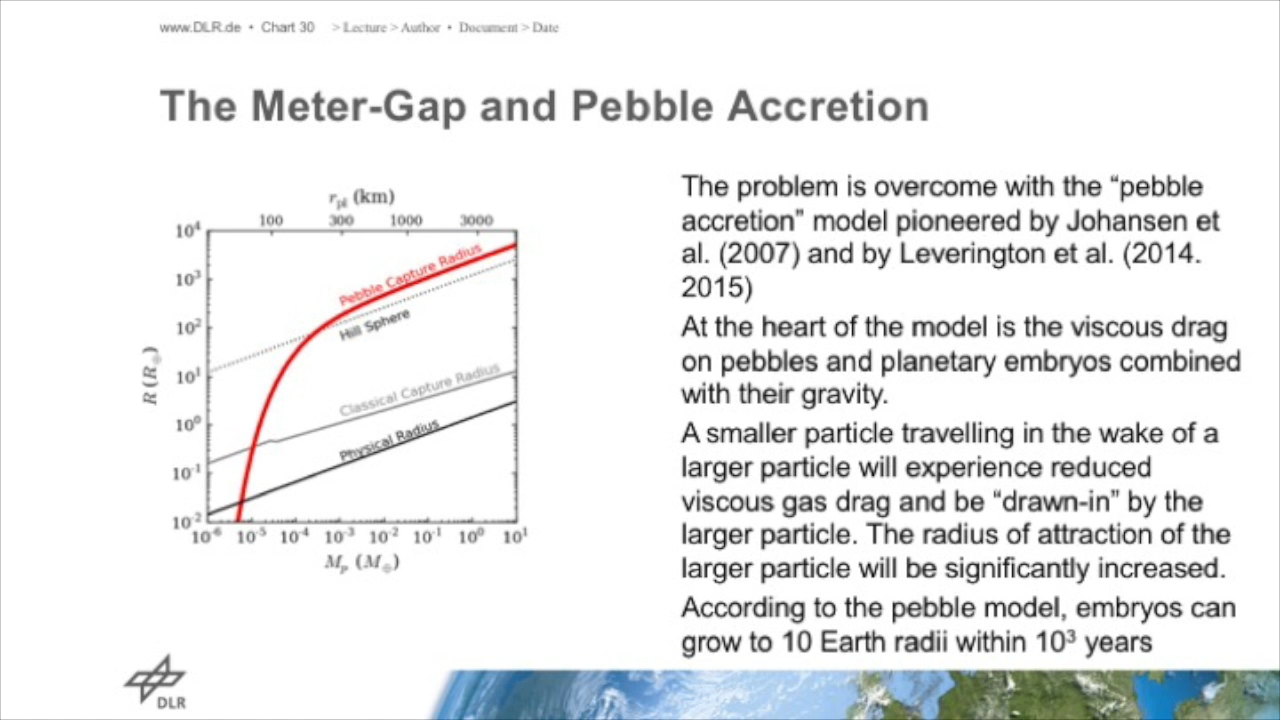 www.DLR.de • Chart 30 > Lecture > Author • Document > Date
The Meter-Gap and Pebble Accretion
r_pl (km)
100 300 1000 3000
10⁴
10³
10²
10¹
10⁰
10⁻¹
10⁻²
R (R⊕)
Pebble Capture Radius
Hill Sphere
Classical Capture Radius
Physical Radius
10⁻⁶ 10⁻⁵ 10⁻⁴ 10⁻³ 10⁻² 10⁻¹ 10⁰ 10¹
M_p (M⊕)
The problem is overcome with the “pebble
accretion” model pioneered by Johansen et
al. (2007) and by Leverington et al. (2014.
2015)
At the heart of the model is the viscous drag
on pebbles and planetary embryos combined
with their gravity.
A smaller particle travelling in the wake of a
larger particle will experience reduced
viscous gas drag and be “drawn-in” by the
larger particle. The radius of attraction of the
larger particle will be significantly increased.
According to the pebble model, embryos can
grow to 10 Earth radii within 10³ years
DLR